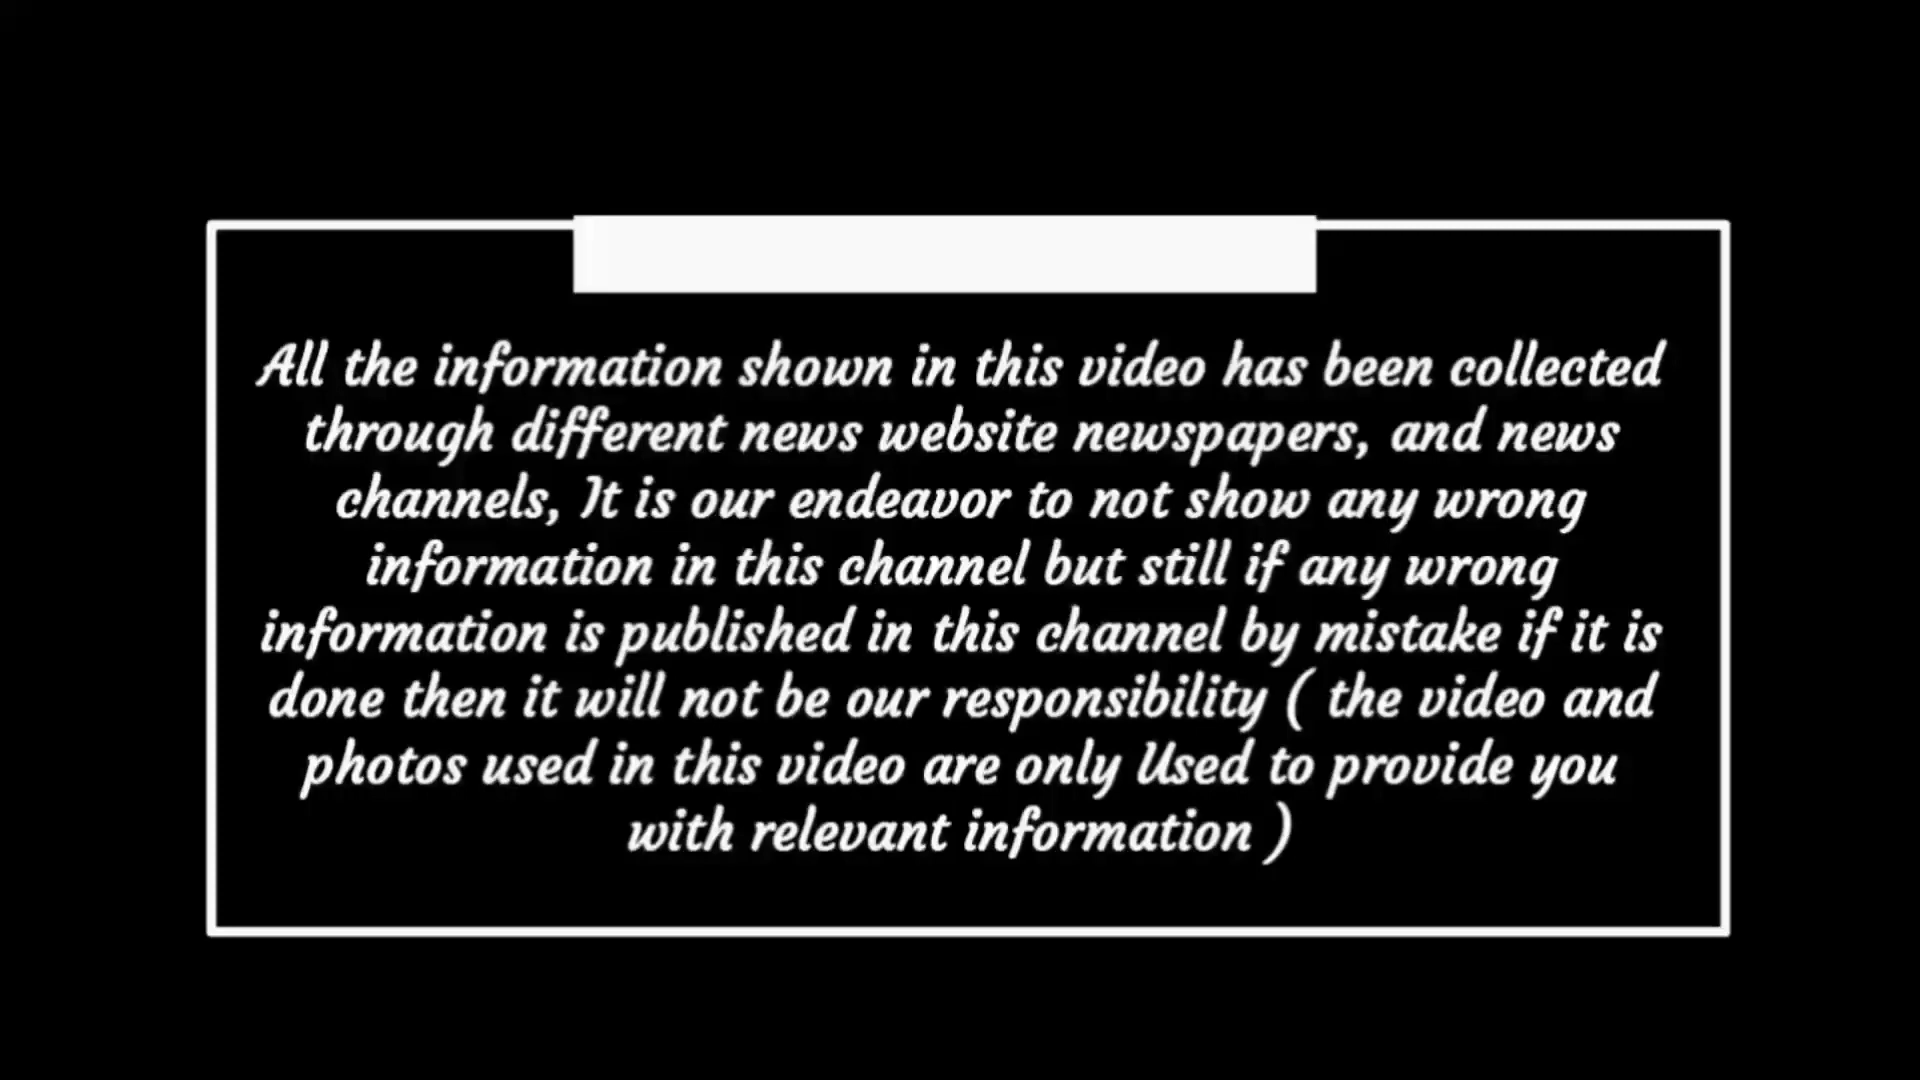 All the information shown in this video has been collected
through different news website newspapers, and news
channels, It is our endeavor to not show any wrong
information in this channel but still if any wrong
information is published in this channel by mistake if it is
done then it will not be our responsibility ( the video and
photos used in this video are only Used to provide you
with relevant information )